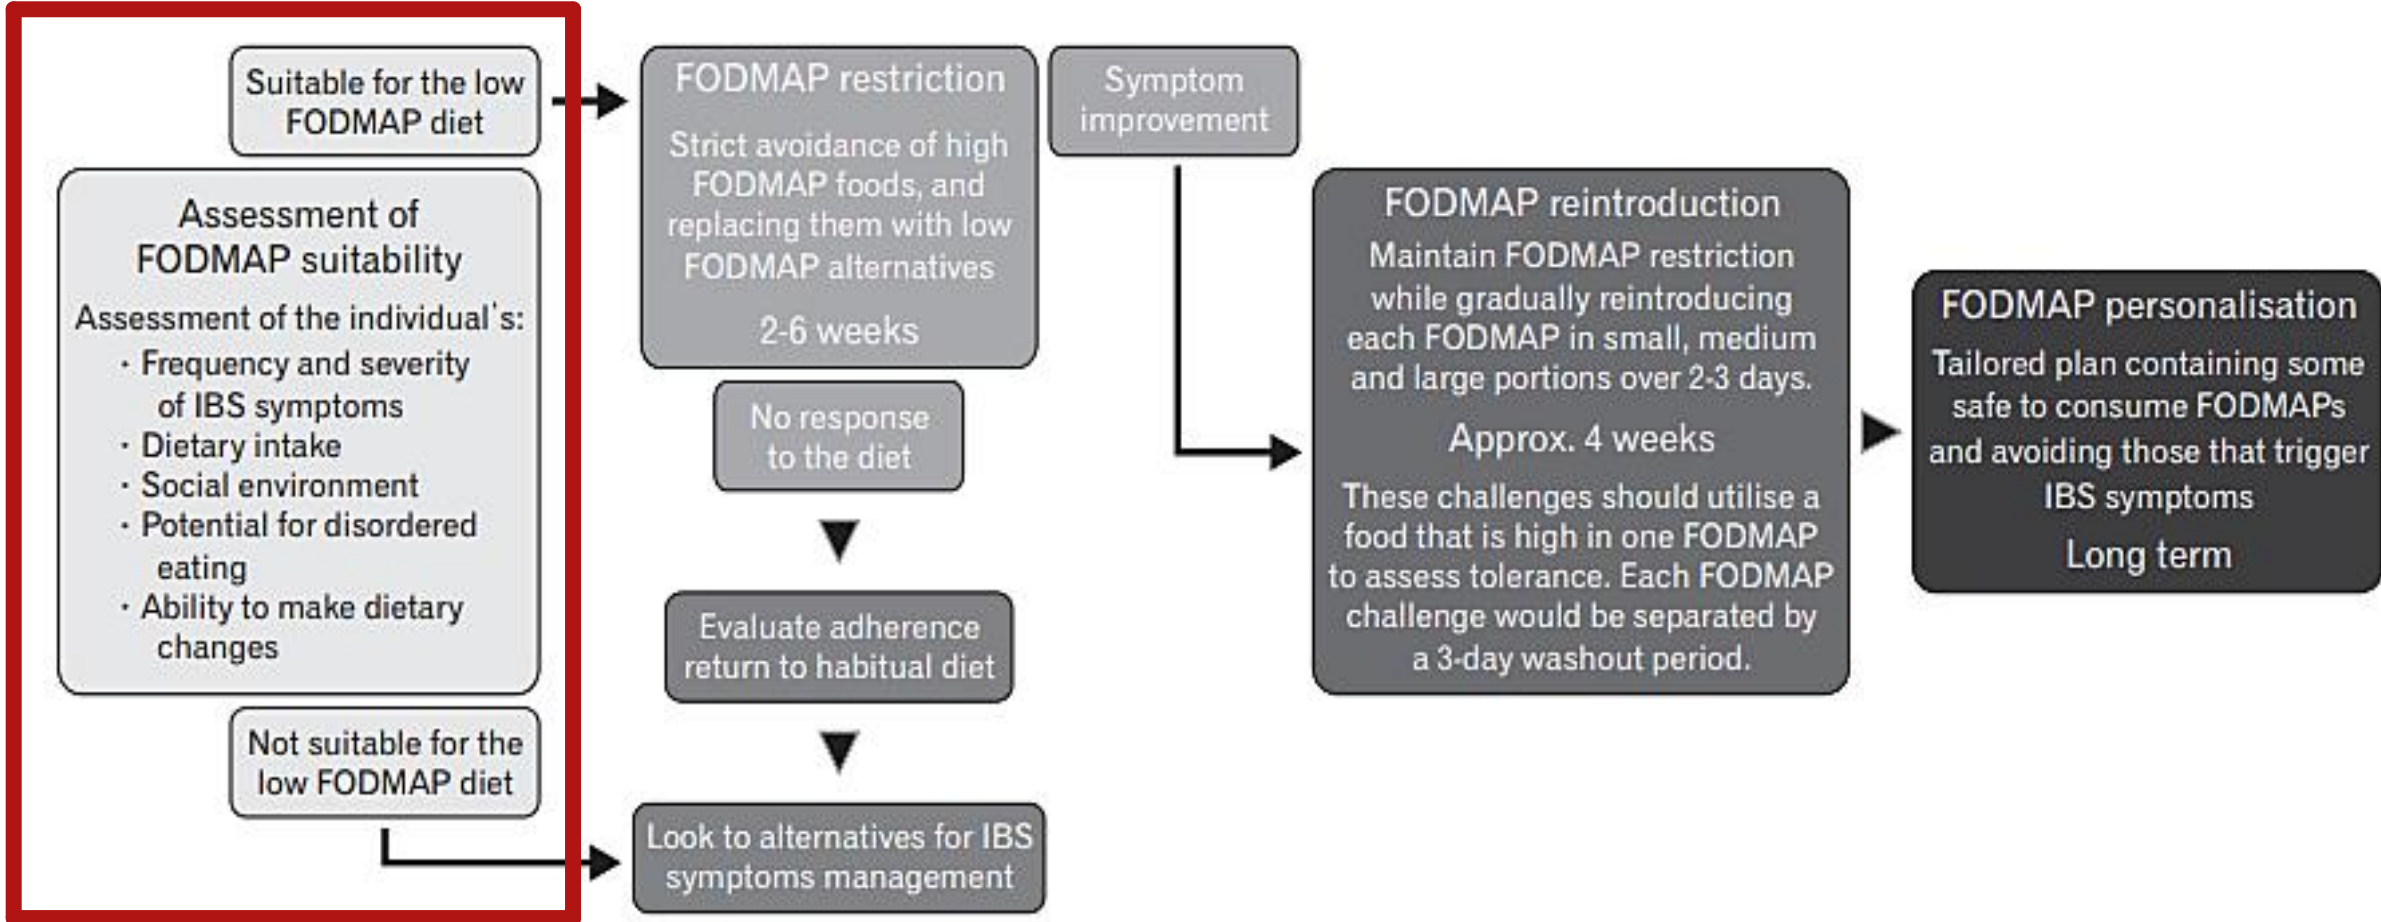 Suitable for the low
FODMAP diet
Assessment of
FODMAP suitability
Assessment of the individual's:
· Frequency and severity
of IBS symptoms
· Dietary intake
· Social environment
· Potential for disordered
eating
· Ability to make dietary
changes
Not suitable for the
low FODMAP diet
FODMAP restriction
Strict avoidance of high
FODMAP foods, and
replacing them with low
FODMAP alternatives
2-6 weeks
No response
to the diet
Evaluate adherence
return to habitual diet
Look to alternatives for IBS
symptoms management
Symptom
improvement
FODMAP reintroduction
Maintain FODMAP restriction
while gradually reintroducing
each FODMAP in small, medium
and large portions over 2-3 days.
Approx. 4 weeks
These challenges should utilise a
food that is high in one FODMAP
to assess tolerance. Each FODMAP
challenge would be separated by
a 3-day washout period.
FODMAP personalisation
Tailored plan containing some
safe to consume FODMAPs
and avoiding those that trigger
IBS symptoms
Long term